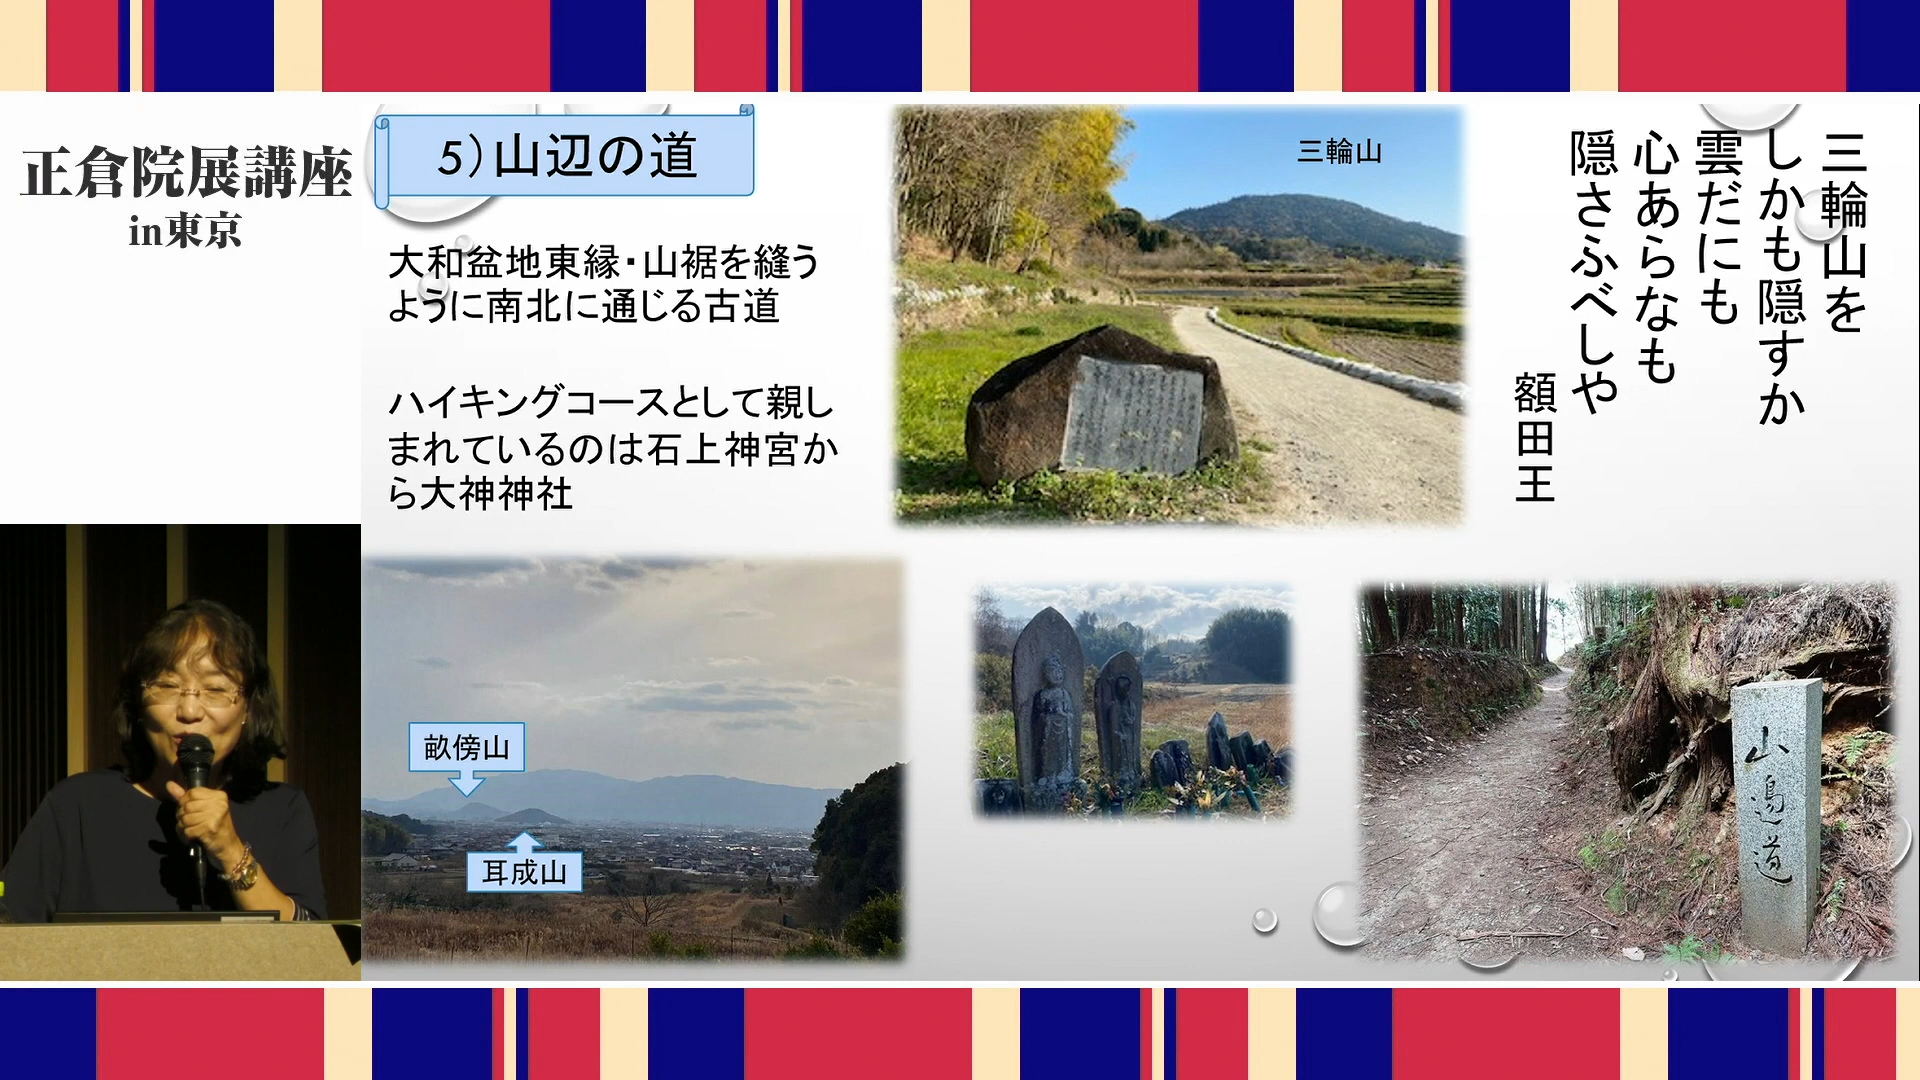 正倉院展講座
in東京
5）山辺の道
大和盆地東縁・山裾を縫う
ように南北に通じる古道
ハイキングコースとして親し
まれているのは石上神宮か
ら大神神社
三輪山
三輪山を
しかも隠すか
雲だにも
心あらなも
隠さふべしや
額田王
畝傍山
耳成山
山邊道